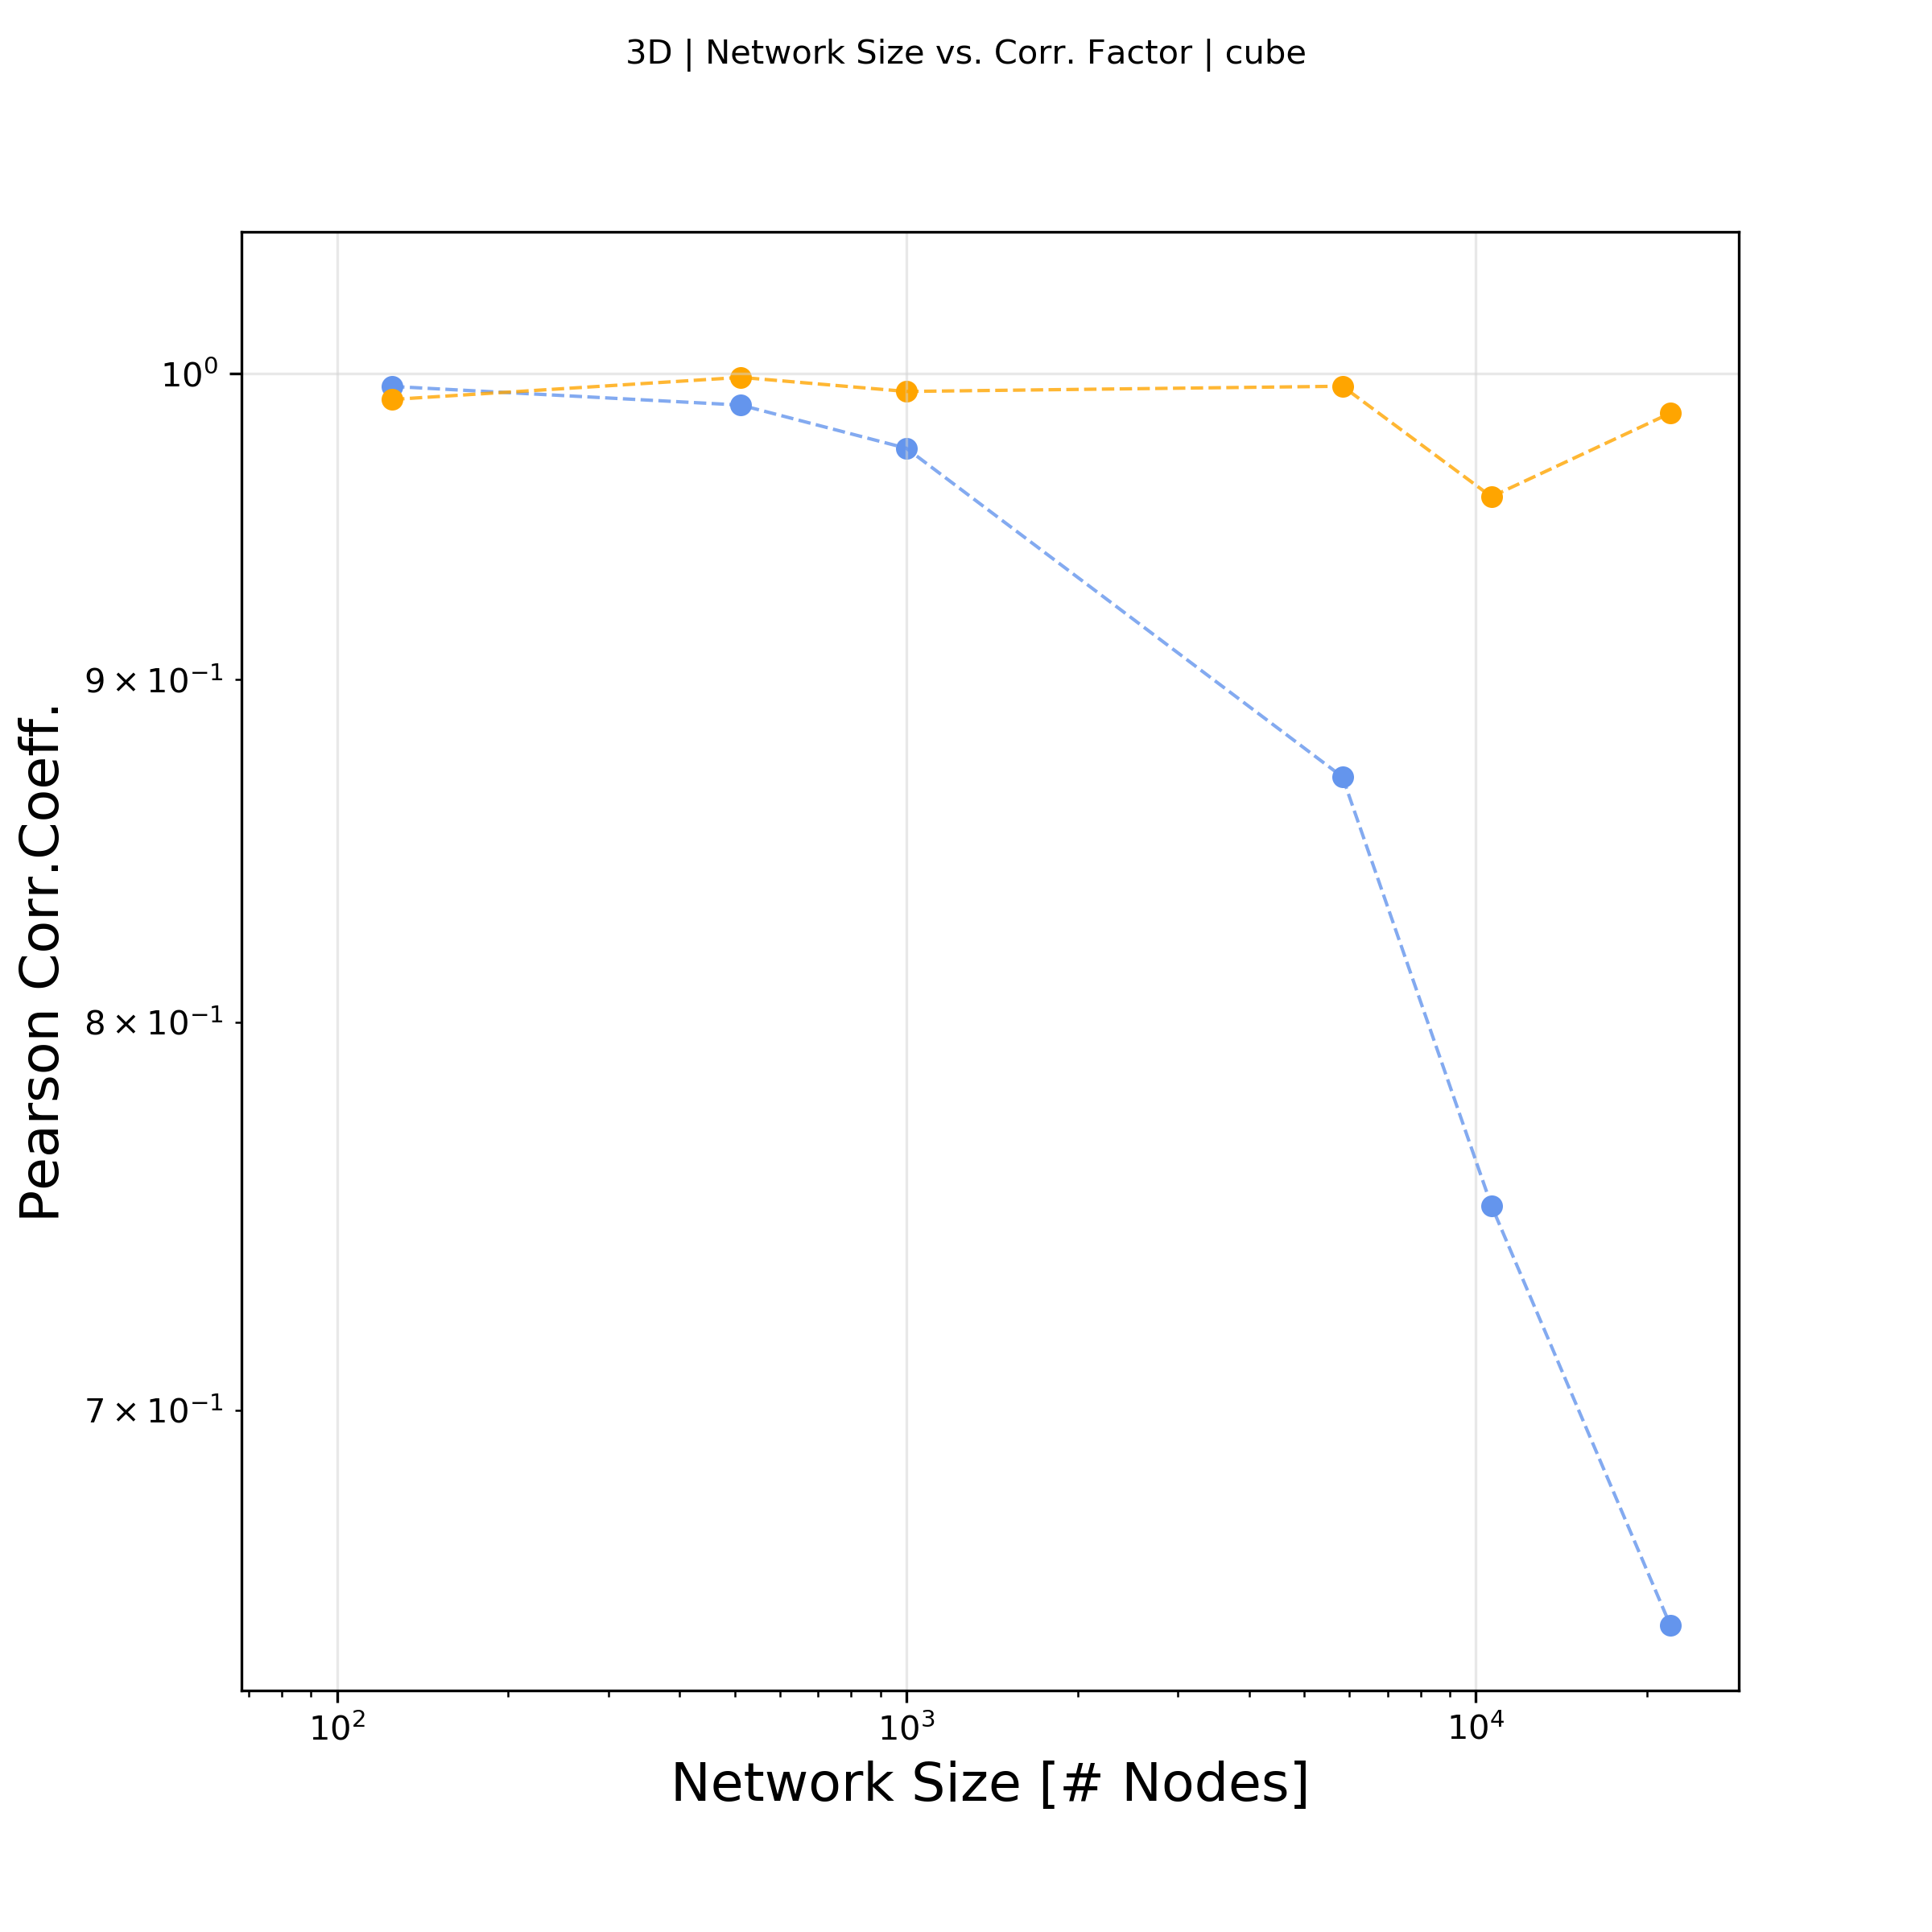 3D | Network Size vs. Corr. Factor | cube
10⁰
9 × 10⁻¹
8 × 10⁻¹
7 × 10⁻¹
Pearson Corr.Coeff.
10² 10³ 10⁴
Network Size [# Nodes]